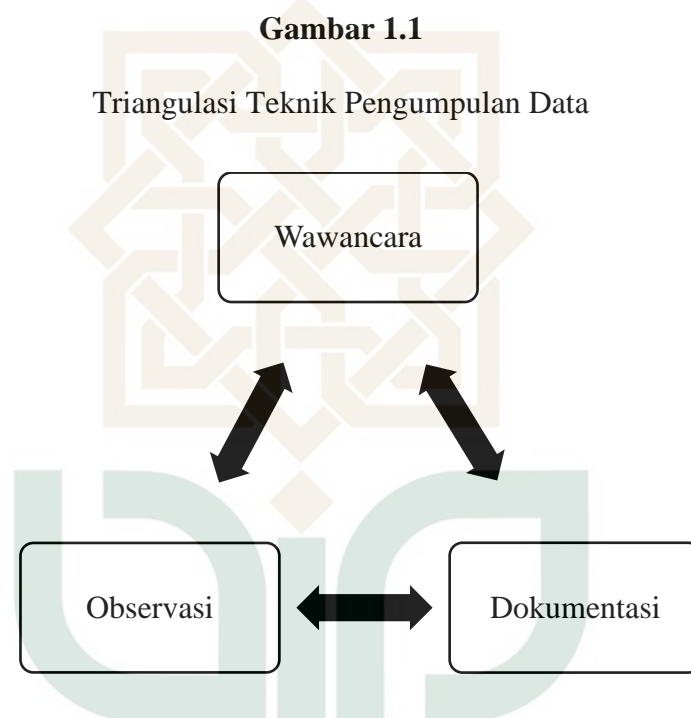 Gambar 1.1
Triangulasi Teknik Pengumpulan Data
Wawancara
Observasi
Dokumentasi